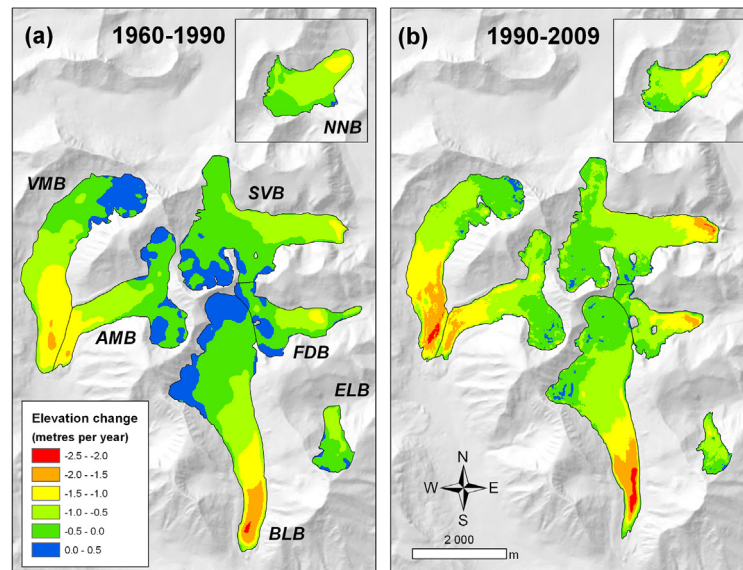 (a) 1960-1990
NNB
VMB
SVB
AMB
FDB
ELB
BLB
Elevation change
(metres per year)
-2.5 - -2.0
-2.0 - -1.5
-1.5 - -1.0
-1.0 - -0.5
-0.5 - 0.0
0.0 - 0.5
(b) 1990-2009
N
W E
S
2 000
m